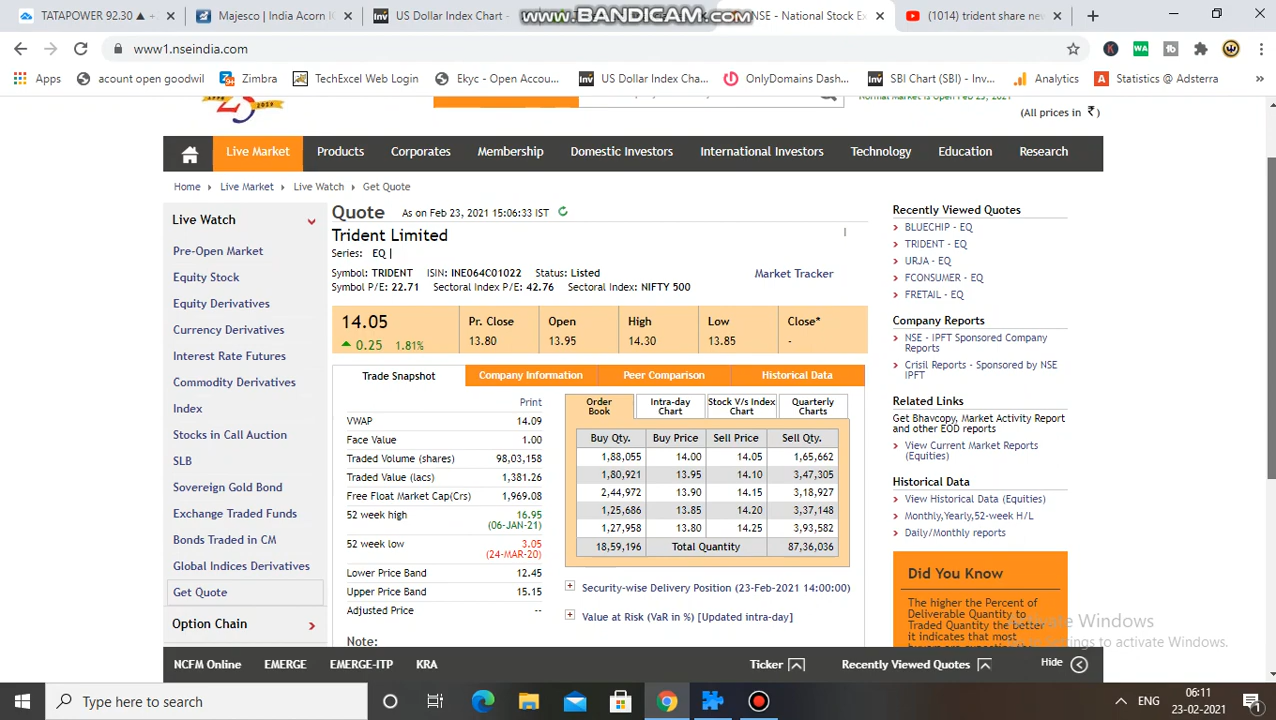 TATAPOWER 92.30 ▲ +
Majesco | India Acorn I
US Dollar Index Chart -
www.BANDICAM.com
NSE - National Stock Ex
(1014) trident share ne
www1.nseindia.com
Apps
acount open goodwil
Zimbra
TechExcel Web Login
Ekyc - Open Accou...
US Dollar Index Cha...
OnlyDomains Dash...
SBI Chart (SBI) - Inv...
Analytics
Statistics @ Adsterra
Normal Market is Open Feb 23, 2021
(All prices in ₹)
Live Market
Products
Corporates
Membership
Domestic Investors
International Investors
Technology
Education
Research
Home Live Market Live Watch Get Quote
Live Watch
Pre-Open Market
Equity Stock
Equity Derivatives
Currency Derivatives
Interest Rate Futures
Commodity Derivatives
Index
Stocks in Call Auction
SLB
Sovereign Gold Bond
Exchange Traded Funds
Bonds Traded in CM
Global Indices Derivatives
Get Quote
Option Chain
Quote As on Feb 23, 2021 15:06:33 IST
Trident Limited
Series: EQ |
Symbol: TRIDENT ISIN: INE064C01022 Status: Listed
Market Tracker
Symbol P/E: 22.71 Sectoral Index P/E: 42.76 Sectoral Index: NIFTY 500
14.05 Pr. Close Open High Low Close*
0.25 1.81% 13.80 13.95 14.30 13.85 -
Trade Snapshot
Company Information
Peer Comparison
Historical Data
Print
VWAP 14.09
Face Value 1.00
Traded Volume (shares) 98,03,158
Traded Value (lacs) 1,381.26
Free Float Market Cap(Crs) 1,969.08
52 week high 16.95
(06-JAN-21)
52 week low 3.05
(24-MAR-20)
Lower Price Band 12.45
Upper Price Band 15.15
Adjusted Price --
Note:
Order Book
Intra-day Chart
Stock V/s Index Chart
Quarterly Charts
Buy Qty. Buy Price Sell Price Sell Qty.
1,88,055 14.00 14.05 1,65,662
1,80,921 13.95 14.10 3,47,305
2,44,972 13.90 14.15 3,18,927
1,25,686 13.85 14.20 3,37,148
1,27,958 13.80 14.25 3,93,582
18,59,196 Total Quantity 87,36,036
Security-wise Delivery Position (23-Feb-2021 14:00:00)
Value at Risk (VaR in %) [Updated intra-day]
Recently Viewed Quotes
BLUECHIP - EQ
TRIDENT - EQ
URJA - EQ
FCONSUMER - EQ
FRETAIL - EQ
Company Reports
NSE - IPFT Sponsored Company
Reports
Crisil Reports - Sponsored by NSE
IPFT
Related Links
Get Bhavcopy, Market Activity Report
and other EOD reports
View Current Market Reports
(Equities)
Historical Data
View Historical Data (Equities)
Monthly,Yearly,52-week H/L
Daily/Monthly reports
Did You Know
The higher the Percent of
Deliverable Quantity to
Traded Quantity the better
it indicates that most
Activate Windows
Settings to activate Windows.
NCFM Online
EMERGE
EMERGE-ITP
KRA
Ticker
Recently Viewed Quotes
Hide
Type here to search
ENG
06:11
23-02-2021